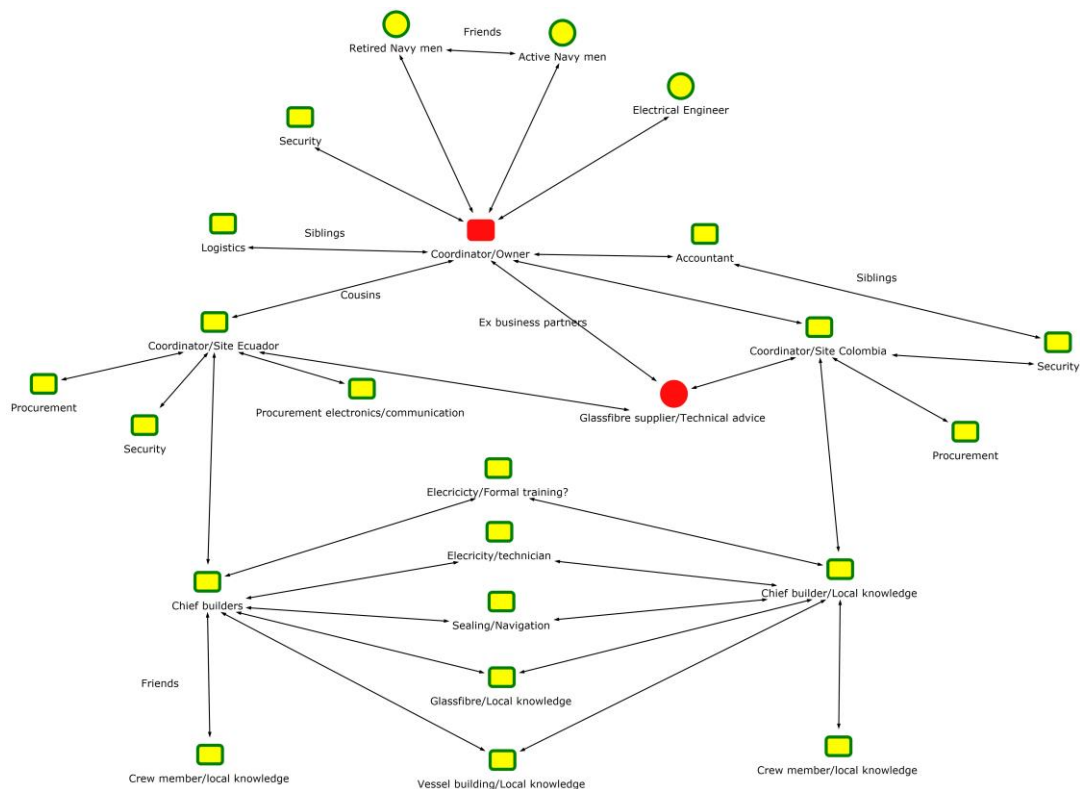 Friends
Retired Navy men
Active Navy men
Electrical Engineer
Security
Siblings
Logistics
Coordinator/Owner
Accountant
Siblings
Cousins
Ex business partners
Coordinator/Site Ecuador
Coordinator/Site Colombia
Security
Procurement
Procurement electronics/communication
Glassfibre supplier/Technical advice
Security
Procurement
Elecricicty/Formal training?
Elecricity/technician
Chief builders
Chief builder/Local knowledge
Sealing/Navigation
Friends
Glassfibre/Local knowledge
Crew member/local knowledge
Vessel building/Local knowledge
Crew member/local knowledge